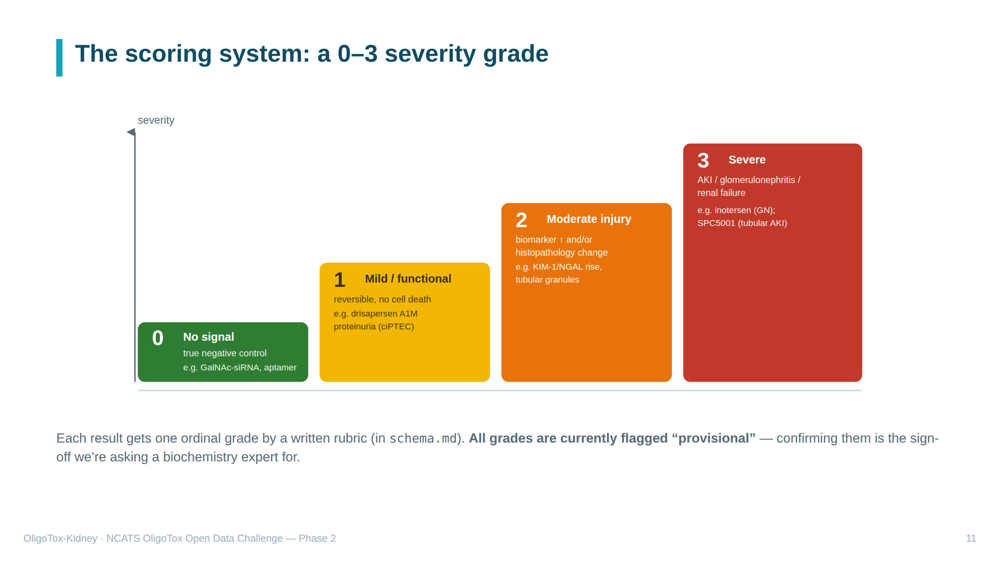 The scoring system: a 0–3 severity grade
severity
3 Severe
AKI / glomerulonephritis /
renal failure
e.g. inotersen (GN);
SPC5001 (tubular AKI)
2 Moderate injury
biomarker ↑ and/or
histopathology change
e.g. KIM-1/NGAL rise,
tubular granules
1 Mild / functional
reversible, no cell death
e.g. drisapersen A1M
proteinuria (ciPTEC)
0 No signal
true negative control
e.g. GalNAc-siRNA, aptamer
Each result gets one ordinal grade by a written rubric (in schema.md). All grades are currently flagged “provisional” — confirming them is the sign-
off we’re asking a biochemistry expert for.
OligoTox-Kidney · NCATS OligoTox Open Data Challenge — Phase 2
11